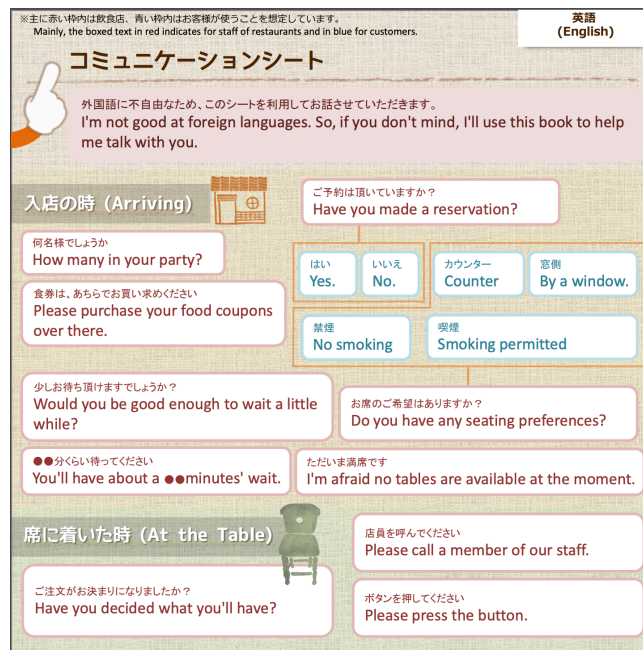 ※主に赤い枠内は飲食店、青い枠内はお客様が使うことを想定しています。
Mainly, the boxed text in red indicates for staff of restaurants and in blue for customers.
英語
(English)
コミュニケーションシート
外国語に不自由なため、このシートを利用してお話させていただきます。
I'm not good at foreign languages. So, if you don't mind, I'll use this book to help
me talk with you.
入店の時 (Arriving)
ご予約は頂いていますか？
Have you made a reservation?
何名様でしょうか
How many in your party?
はい
Yes.
いいえ
No.
カウンター
Counter
窓側
By a window.
食券は、あちらでお買い求めください
Please purchase your food coupons
over there.
禁煙
No smoking
喫煙
Smoking permitted
少しお待ち頂けますでしょうか？
Would you be good enough to wait a little
while?
お席のご希望はありますか？
Do you have any seating preferences?
●●分くらい待ってください
You'll have about a ●●minutes' wait.
ただいま満席です
I'm afraid no tables are available at the moment.
席に着いた時 (At the Table)
店員を呼んでください
Please call a member of our staff.
ご注文がお決まりになりましたか？
Have you decided what you'll have?
ボタンを押してください
Please press the button.